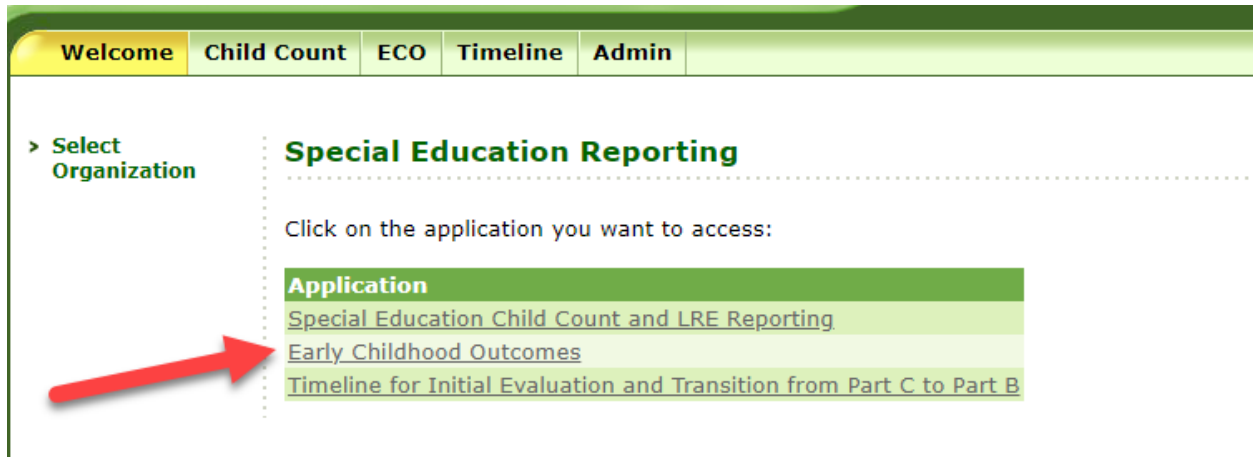 Welcome Child Count ECO Timeline Admin
> Select
Organization
Special Education Reporting
Click on the application you want to access:
Application
Special Education Child Count and LRE Reporting
Early Childhood Outcomes
Timeline for Initial Evaluation and Transition from Part C to Part B